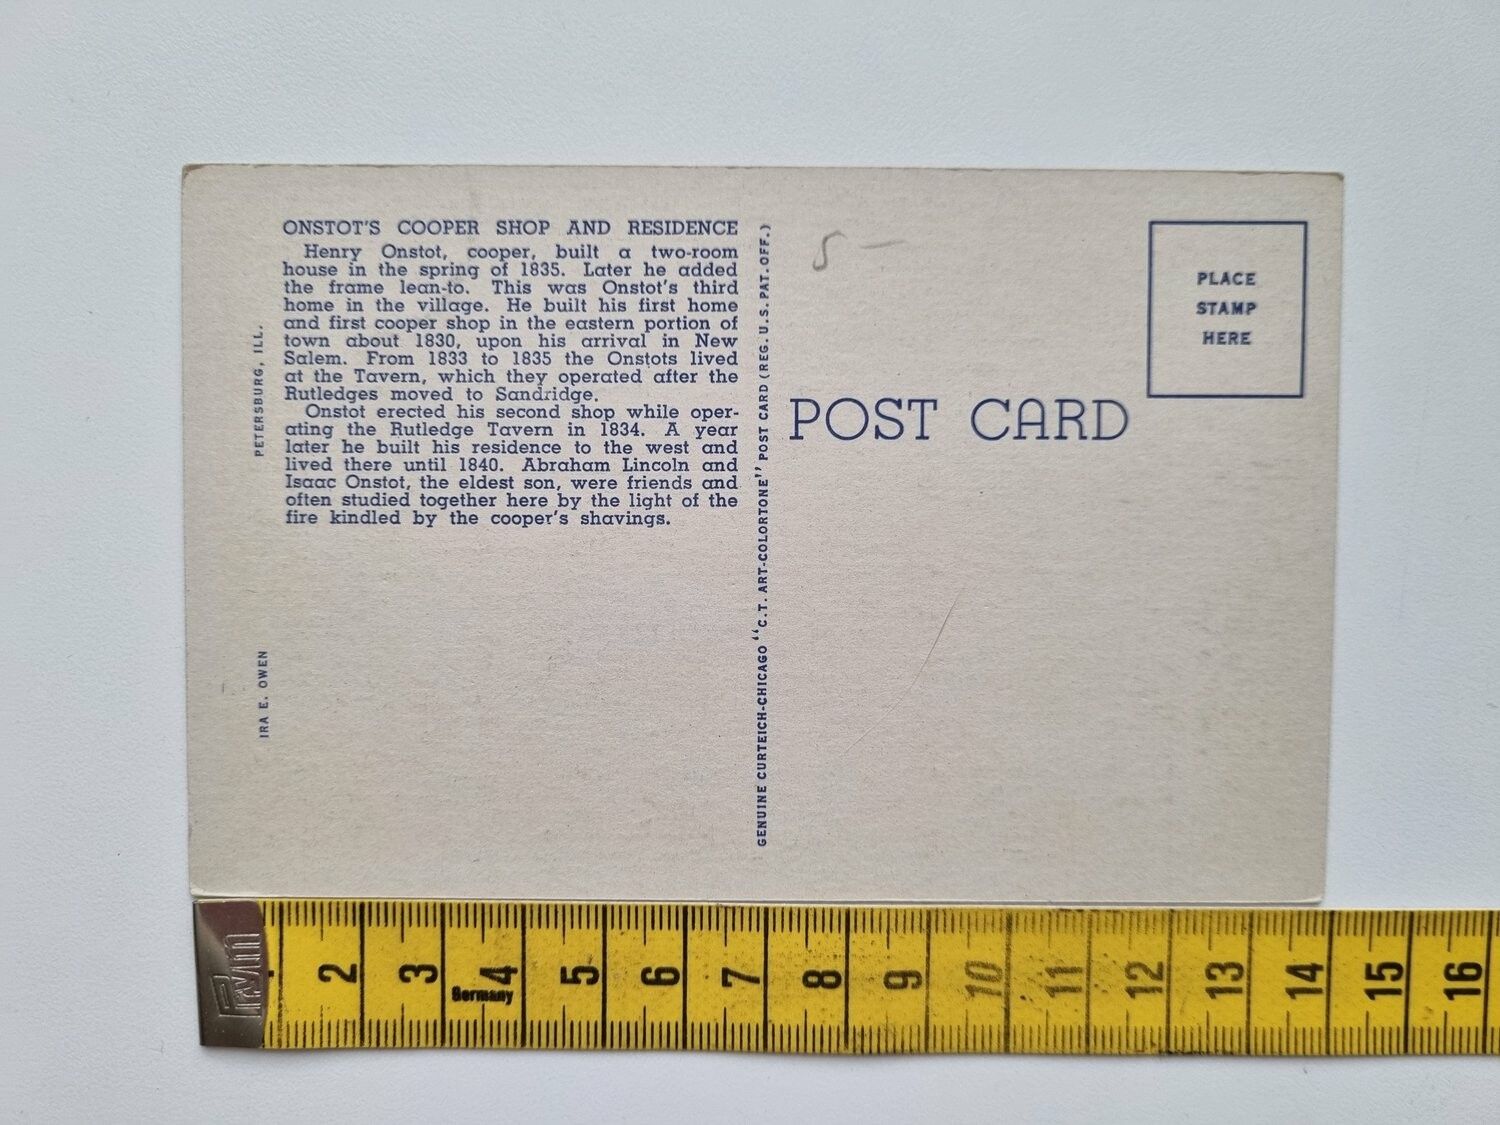 ONSTOT'S COOPER SHOP AND RESIDENCE
Henry Onstot, cooper, built a two-room
house in the spring of 1835. Later he added
the frame lean-to. This was Onstot's third
home in the village. He built his first home
and first cooper shop in the eastern portion of
town about 1830, upon his arrival in New
Salem. From 1833 to 1835 the Onstots lived
at the Tavern, which they operated after the
Rutledges moved to Sandridge.
Onstot erected his second shop while oper-
ating the Rutledge Tavern in 1834. A year
later he built his residence to the west and
lived there until 1840. Abraham Lincoln and
Isaac Onstot, the eldest son, were friends and
often studied together here by the light of the
fire kindled by the cooper's shavings.
IRA E. OWEN
PETERSBURG, ILL.
GENUINE CURTEICH-CHICAGO "C.T. ART-COLORTONE" POST CARD (REG. U.S. PAT. OFF.)
5 —
PLACE
STAMP
HERE
POST CARD
Pym
2 3 4 5 6 7 8 9 10 11 12 13 14 15 16
Germany